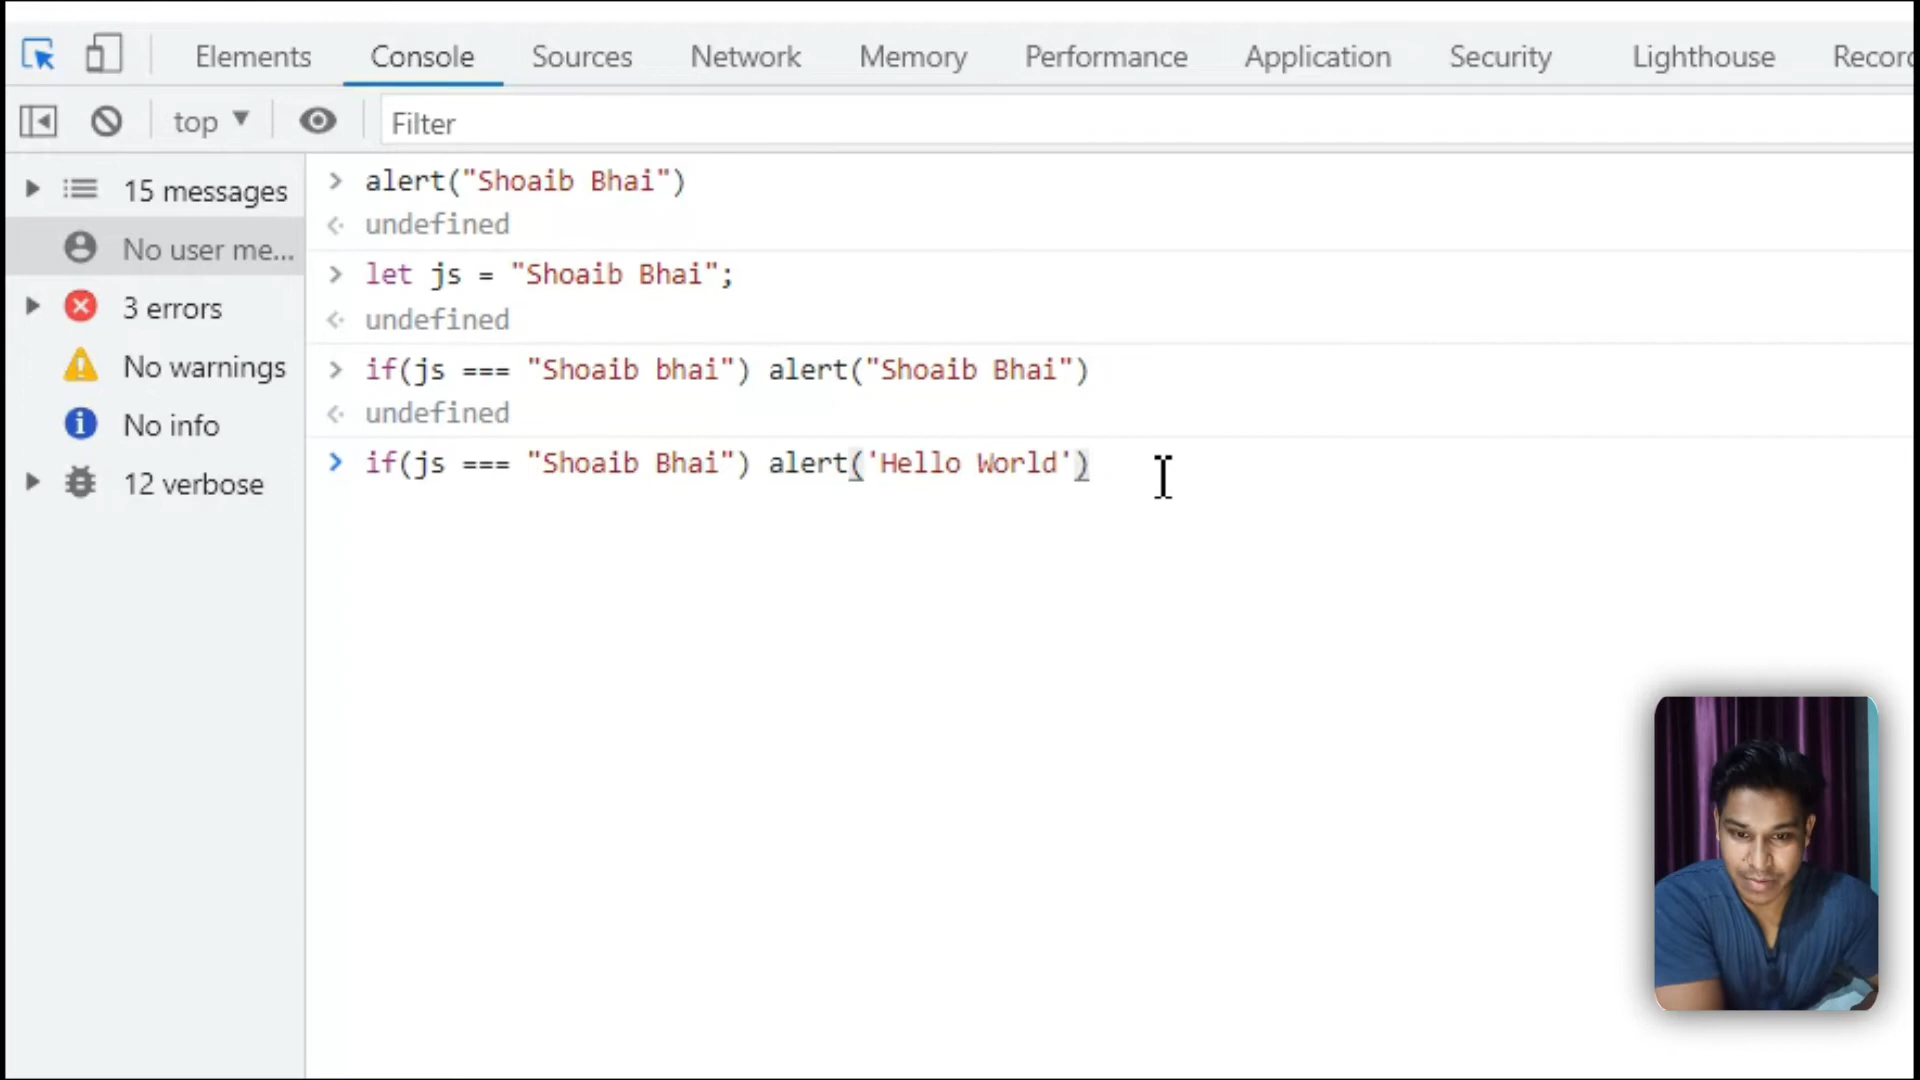 Elements Console Sources Network Memory Performance Application Security Lighthouse
top Filter
15 messages
No user me...
3 errors
No warnings
No info
12 verbose
> alert("Shoaib Bhai")
undefined
> let js = "Shoaib Bhai";
undefined
> if(js === "Shoaib bhai") alert("Shoaib Bhai")
undefined
> if(js === "Shoaib Bhai") alert('Hello World')